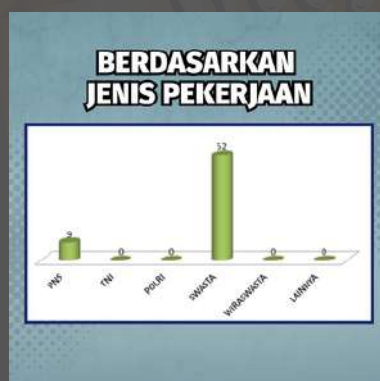 BERDASARKAN
JENIS PEKERJAAN
52
9
0
0
0
0
PNS
TNI
POLRI
SWASTA
WIRASWASTA
LAINNYA